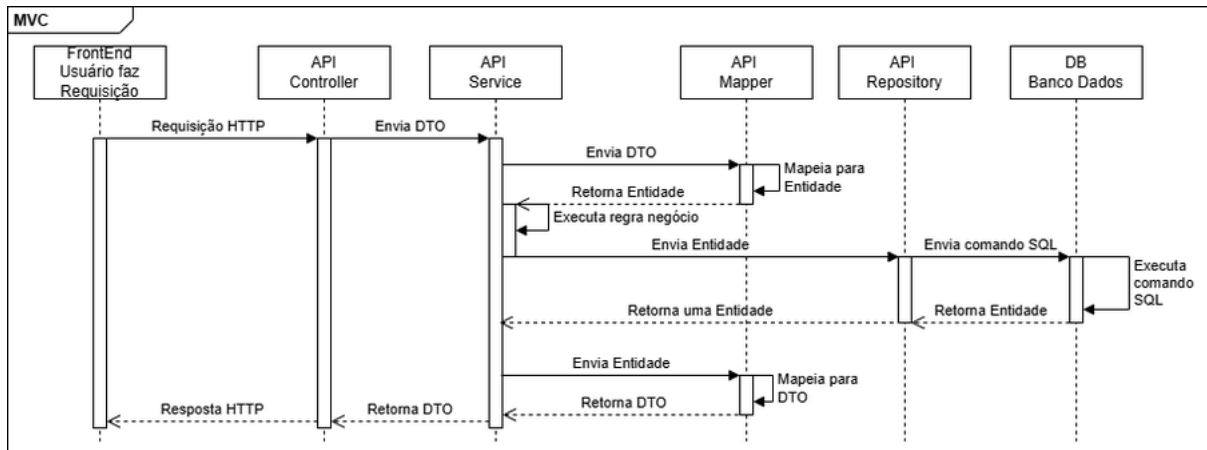 MVC
FrontEnd
Usuário faz
Requisição
API
Controller
API
Service
API
Mapper
API
Repository
DB
Banco Dados
Requisição HTTP
Envia DTO
Envia DTO
Mapeia para
Entidade
Retorna Entidade
Executa regra negócio
Envia Entidade
Envia comando SQL
Executa
comando
SQL
Retorna uma Entidade
Retorna Entidade
Envia Entidade
Mapeia para
DTO
Retorna DTO
Retorna DTO
Resposta HTTP